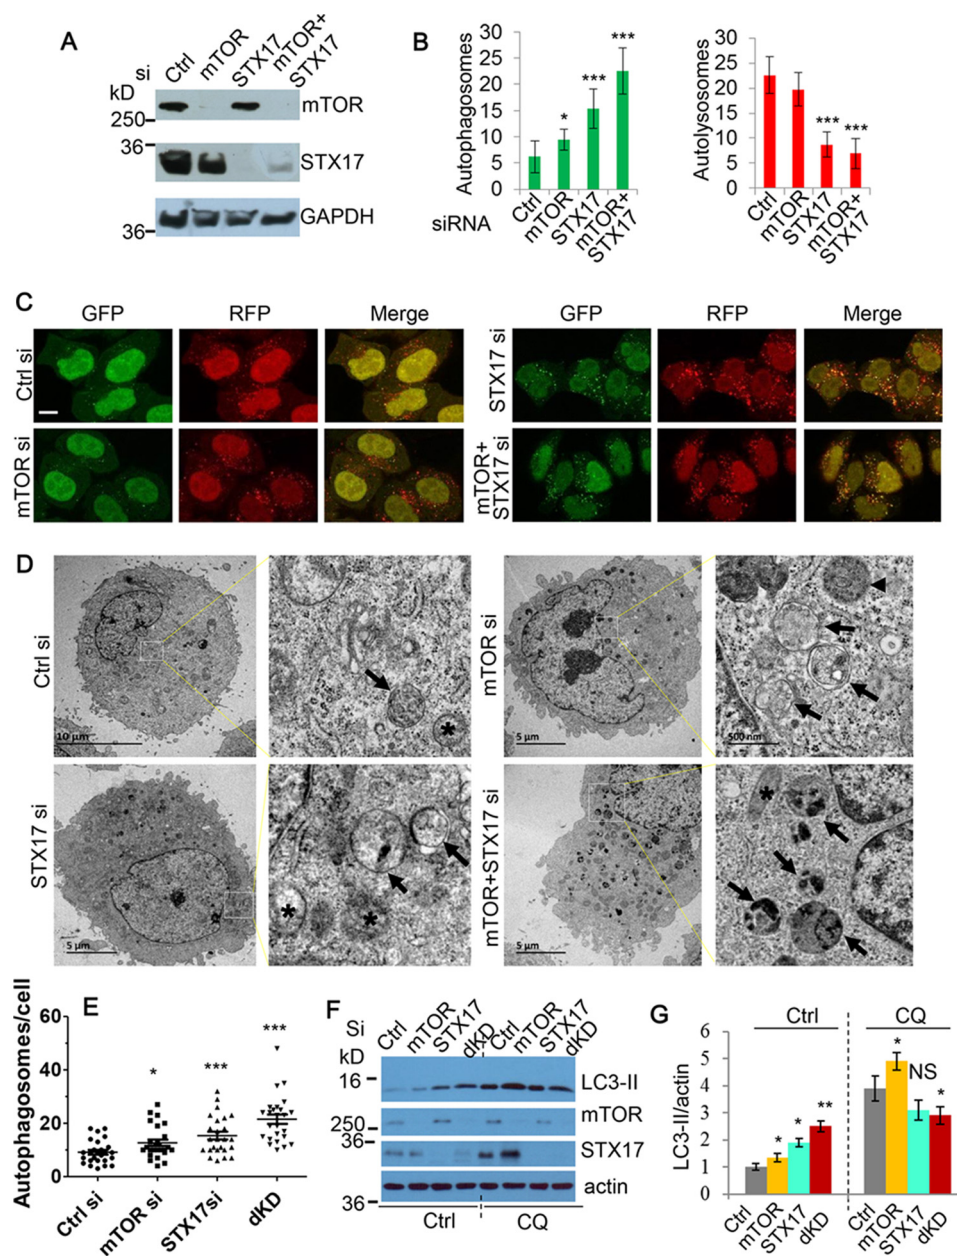 A
si
Ctrl
mTOR
STX17
mTOR+
STX17
kD
250
mTOR
36
STX17
GAPDH
36
B
Autophagosomes
30
25
20
15
10
5
0
*
***
***
siRNA
Ctrl
mTOR
STX17
mTOR+
STX17
Autolysosomes
30
25
20
15
10
5
0
***
***
Ctrl
mTOR
STX17
mTOR+
STX17
C
GFP
RFP
Merge
GFP
RFP
Merge
Ctrl si
STX17 si
mTOR si
mTOR+
STX17 si
D
Ctrl si
10 µm
*
mTOR si
5 µm
500 nm
STX17 si
5 µm
*
*
mTOR+STX17 si
5 µm
*
E
Autophagosomes/cell
60
40
20
0
*
***
***
Ctrl si
mTOR si
STX17si
dKD
F
Si
Ctrl
mTOR
STX17
dKD
Ctrl
mTOR
STX17
dKD
kD
16
LC3-II
250
mTOR
36
STX17
actin
36
Ctrl
CQ
G
Ctrl
CQ
LC3-II/actin
6
5
4
3
2
1
0
*
*
**
*
NS
*
Ctrl
mTOR
STX17
dKD
Ctrl
mTOR
STX17
dKD